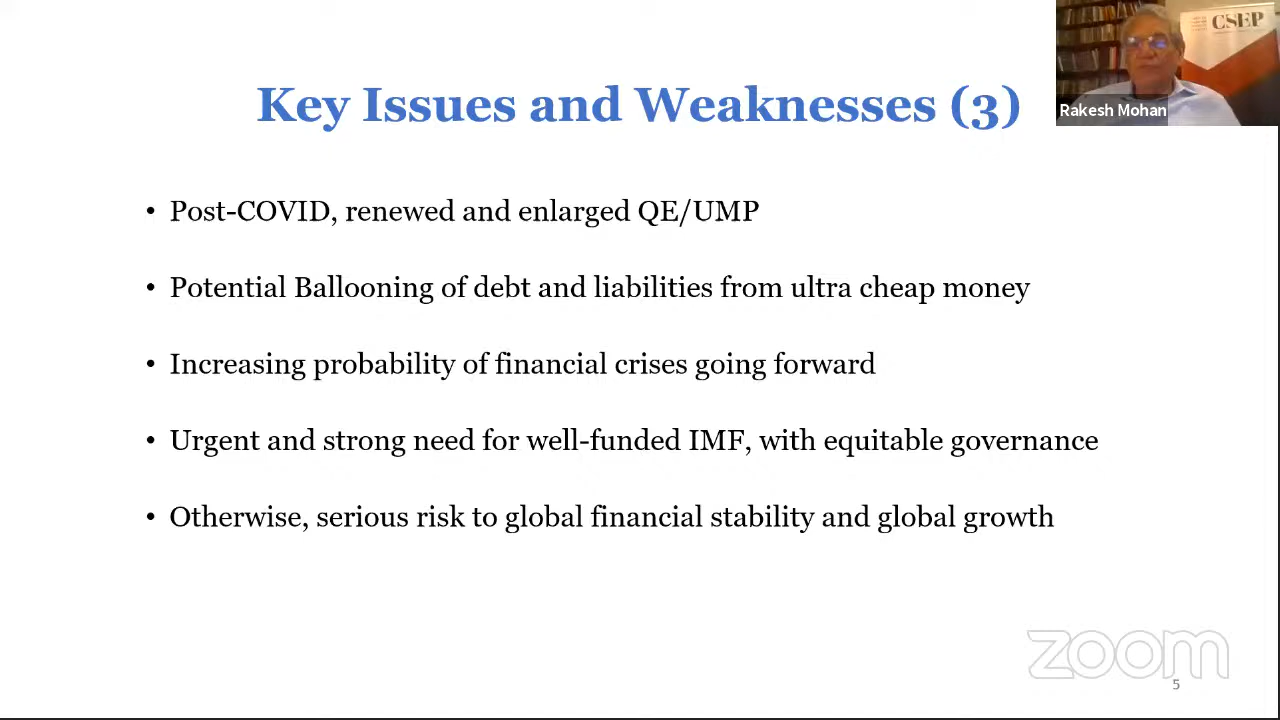 CSEP
Rakesh Mohan
Key Issues and Weaknesses (3)
• Post-COVID, renewed and enlarged QE/UMP
• Potential Ballooning of debt and liabilities from ultra cheap money
• Increasing probability of financial crises going forward
• Urgent and strong need for well-funded IMF, with equitable governance
• Otherwise, serious risk to global financial stability and global growth
zoom
5